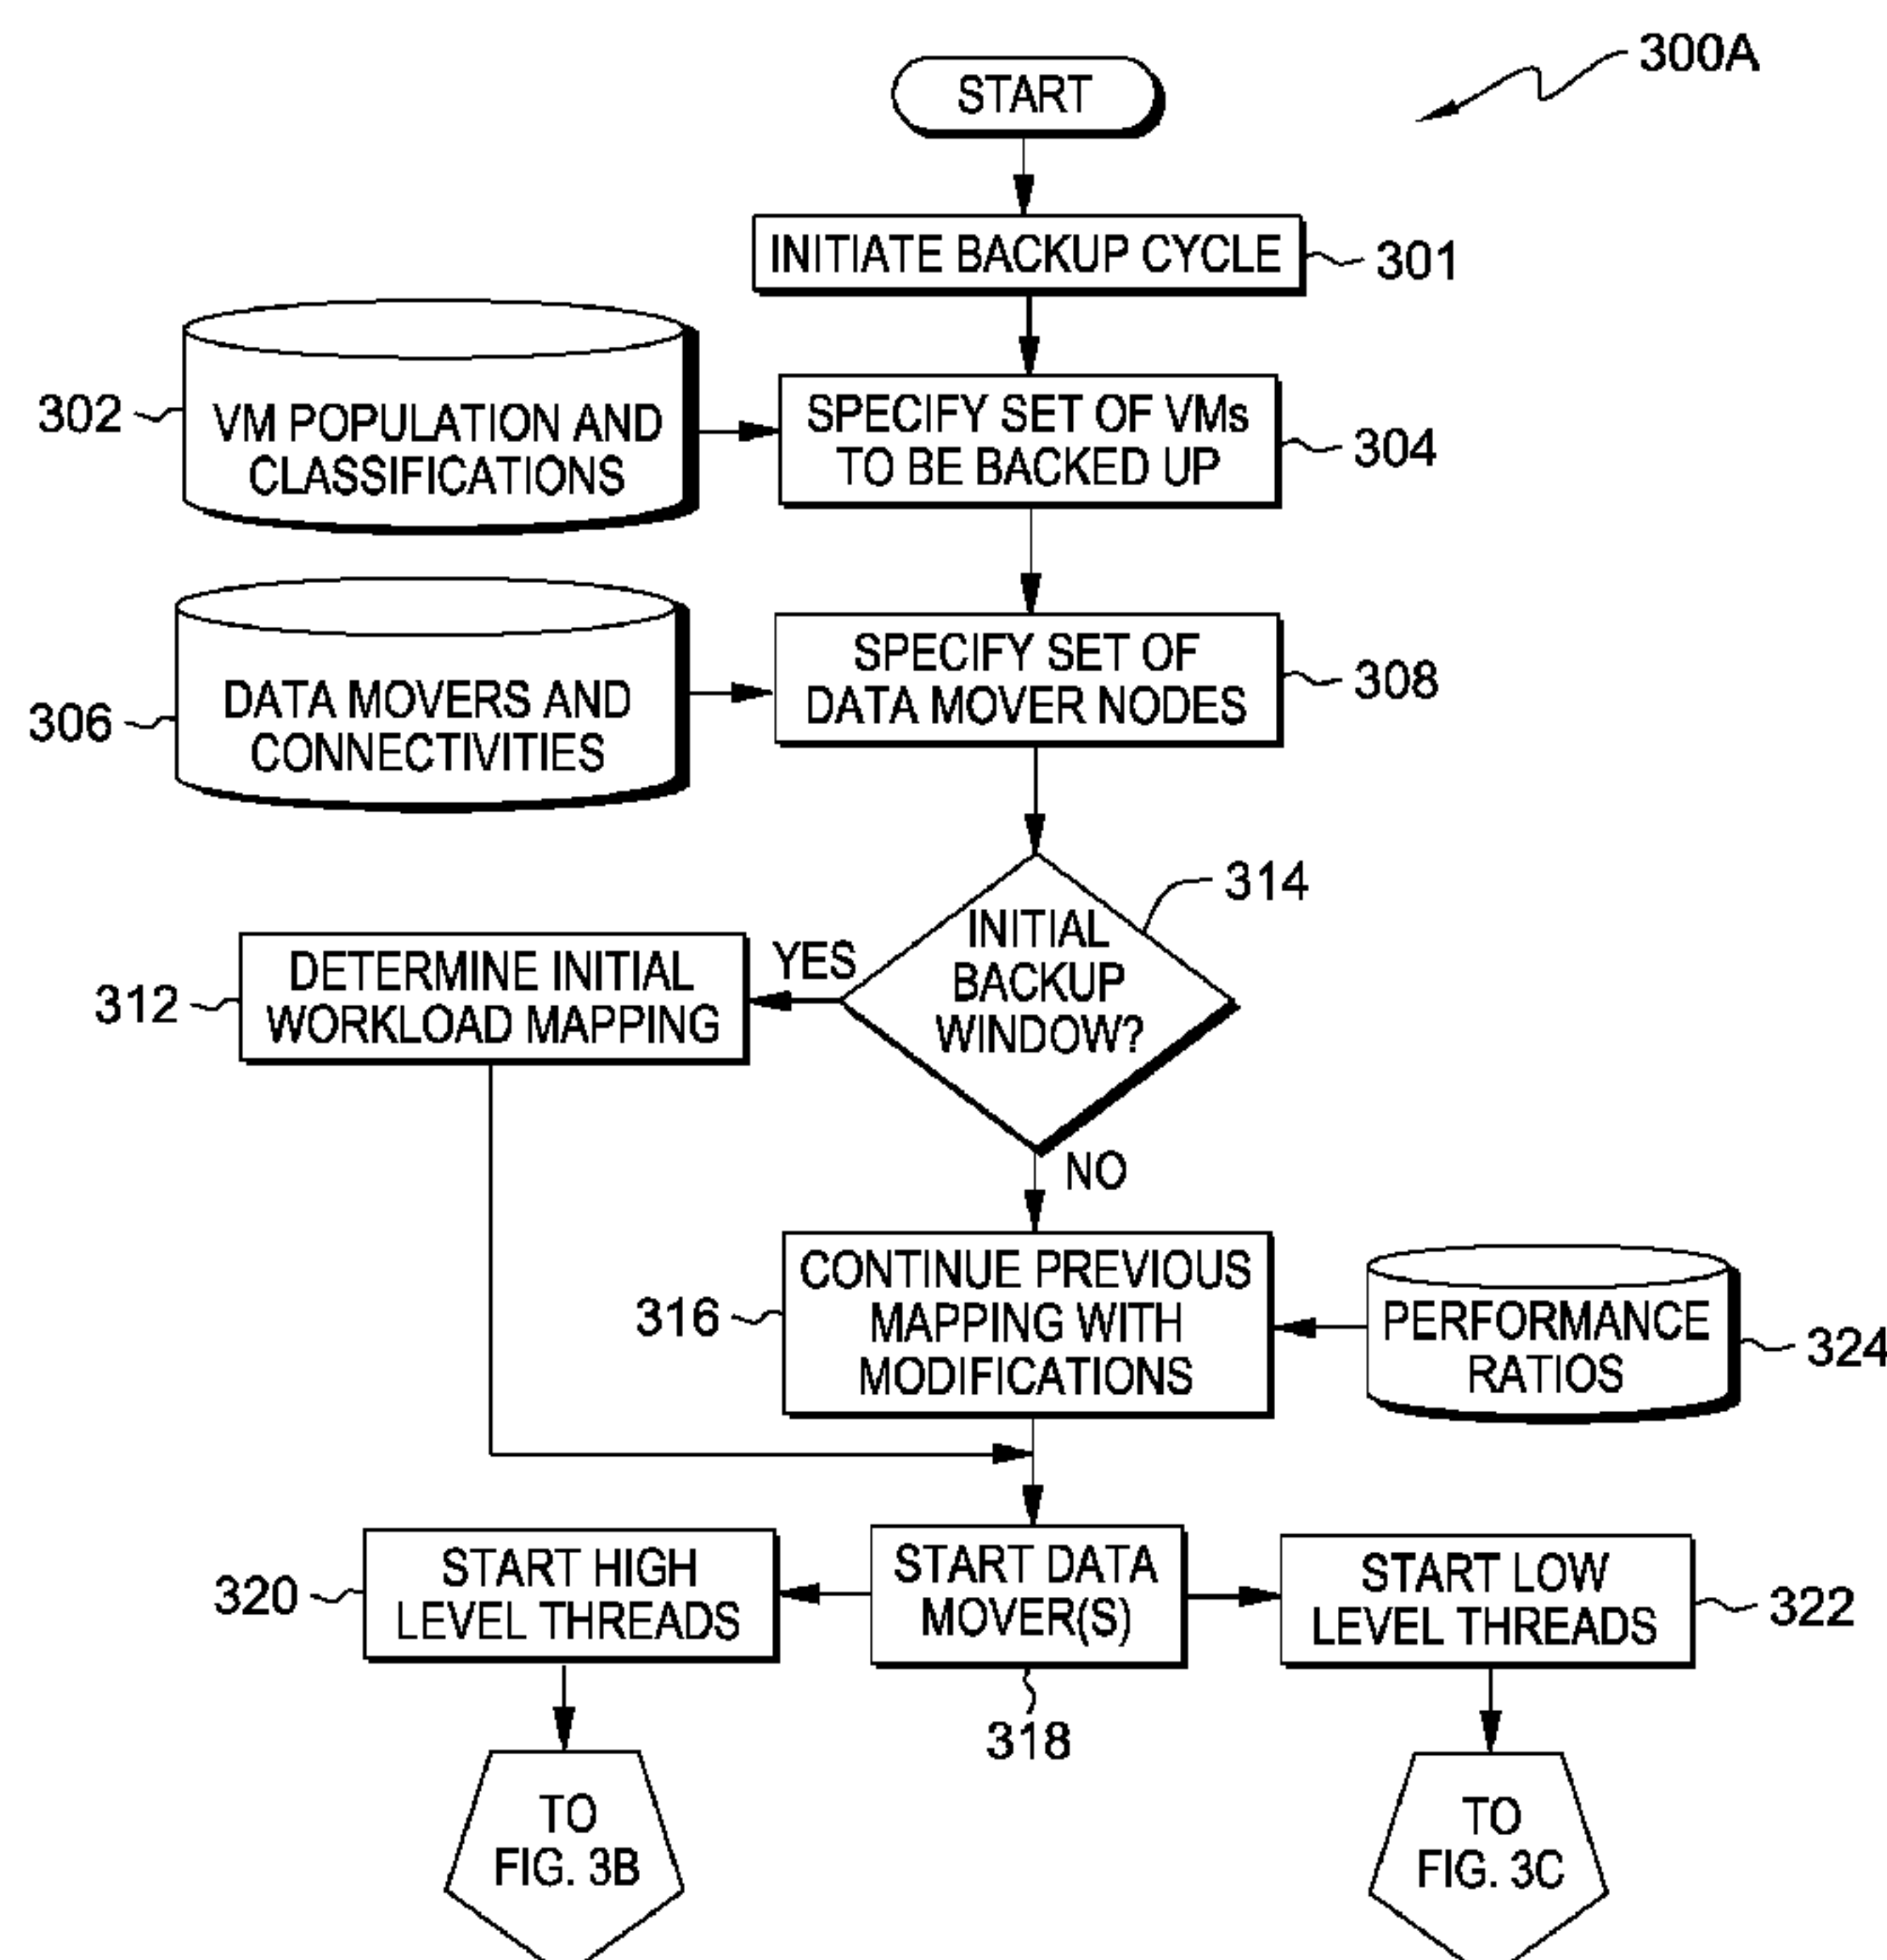 300A
START
INITIATE BACKUP CYCLE
301
302
VM POPULATION AND
CLASSIFICATIONS
SPECIFY SET OF VMs
TO BE BACKED UP
304
306
DATA MOVERS AND
CONNECTIVITIES
SPECIFY SET OF
DATA MOVER NODES
308
314
INITIAL
BACKUP
WINDOW?
YES
312
DETERMINE INITIAL
WORKLOAD MAPPING
NO
316
CONTINUE PREVIOUS
MAPPING WITH
MODIFICATIONS
PERFORMANCE
RATIOS
324
320
START HIGH
LEVEL THREADS
START DATA
MOVER(S)
318
START LOW
LEVEL THREADS
322
TO
FIG. 3B
TO
FIG. 3C